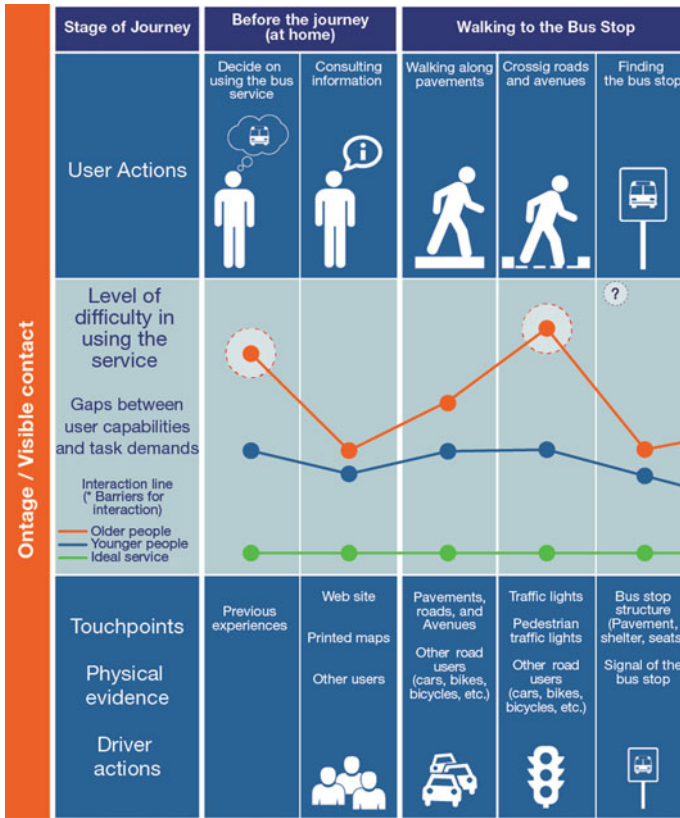 Stage of Journey
Before the journey
(at home)
Walking to the Bus Stop
Ontage / Visible contact
User Actions
Decide on
using the bus
service
Consulting
information
Walking along
pavements
Crossig roads
and avenues
Finding
the bus stop
i
Level of
difficulty in
using the
service
Gaps between
user capabilities
and task demands
Interaction line
(* Barriers for
interaction)
Older people
Younger people
Ideal service
?
Touchpoints
Physical
evidence
Driver
actions
Previous
experiences
Web site
Printed maps
Other users
Pavements,
roads, and
Avenues
Other road
users
(cars, bikes,
bicycles, etc.)
Traffic lights
Pedestrian
traffic lights
Other road
users
(cars, bikes,
bicycles, etc.)
Bus stop
structure
(Pavement,
shelter, seats
Signal of the
bus stop